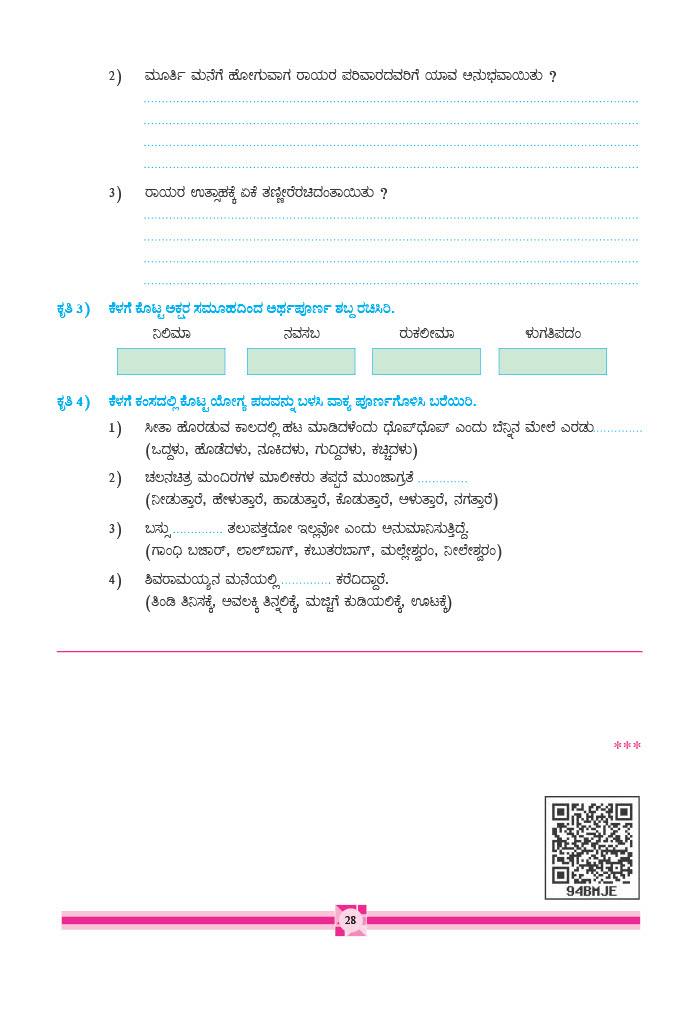 2) ಮೂರ್ತಿ ಮನೆಗೆ ಹೋಗುವಾಗ ರಾಯರ ಪರಿವಾರದವರಿಗೆ ಯಾವ ಅನುಭವಾಯಿತು ?
3) ರಾಯರ ಉತ್ಸಾಹಕ್ಕೆ ಏಕೆ ತಣ್ಣೀರೆರಚಿದಂತಾಯಿತು ?
ಕೃತಿ 3) ಕೆಳಗೆ ಕೊಟ್ಟ ಅಕ್ಷರ ಸಮೂಹದಿಂದ ಅರ್ಥಪೂರ್ಣ ಶಬ್ದ ರಚಿಸಿರಿ.
ನಿಲಿಮಾ ನವಸಬ ರುಕಲೀಮಾ ಳುಗತಿಪದಂ
ಕೃತಿ 4) ಕೆಳಗೆ ಕಂಸದಲ್ಲಿ ಕೊಟ್ಟ ಯೋಗ್ಯ ಪದವನ್ನು ಬಳಸಿ ವಾಕ್ಯ ಪೂರ್ಣಗೊಳಿಸಿ ಬರೆಯಿರಿ.
1) ಸೀತಾ ಹೊರಡುವ ಕಾಲದಲ್ಲಿ ಹಟ ಮಾಡಿದಳೆಂದು ಧೊಪ್‌ಧೊಪ್ ಎಂದು ಬೆನ್ನಿನ ಮೇಲೆ ಎರಡು..............
(ಒದ್ದಳು, ಹೊಡೆದಳು, ನೂಕಿದಳು, ಗುದ್ದಿದಳು, ಕಚ್ಚಿದಳು)
2) ಚಲನಚಿತ್ರ ಮಂದಿರಗಳ ಮಾಲೀಕರು ತಪ್ಪದೆ ಮುಂಜಾಗ್ರತೆ ..............
(ನೀಡುತ್ತಾರೆ, ಹೇಳುತ್ತಾರೆ, ಹಾಡುತ್ತಾರೆ, ಕೊಡುತ್ತಾರೆ, ಅಳುತ್ತಾರೆ, ನಗತ್ತಾರೆ)
3) ಬಸ್ಸು .............. ತಲುಪತ್ತದೋ ಇಲ್ಲವೋ ಎಂದು ಅನುಮಾನಿಸುತ್ತಿದ್ದೆ.
(ಗಾಂಧಿ ಬಜಾರ್, ಲಾಲ್‌ಬಾಗ್, ಕಬುತರಬಾಗ್, ಮಲ್ಲೇಶ್ವರಂ, ನೀಲೇಶ್ವರಂ)
4) ಶಿವರಾಮಯ್ಯನ ಮನೆಯಲ್ಲಿ .............. ಕರೆದಿದ್ದಾರೆ.
(ತಿಂಡಿ ತಿನಿಸಕ್ಕೆ, ಅವಲಕ್ಕಿ ತಿನ್ನಲಿಕ್ಕೆ, ಮಜ್ಜಿಗೆ ಕುಡಿಯಲಿಕ್ಕೆ, ಊಟಕ್ಕೆ)
***
94BMJE
28